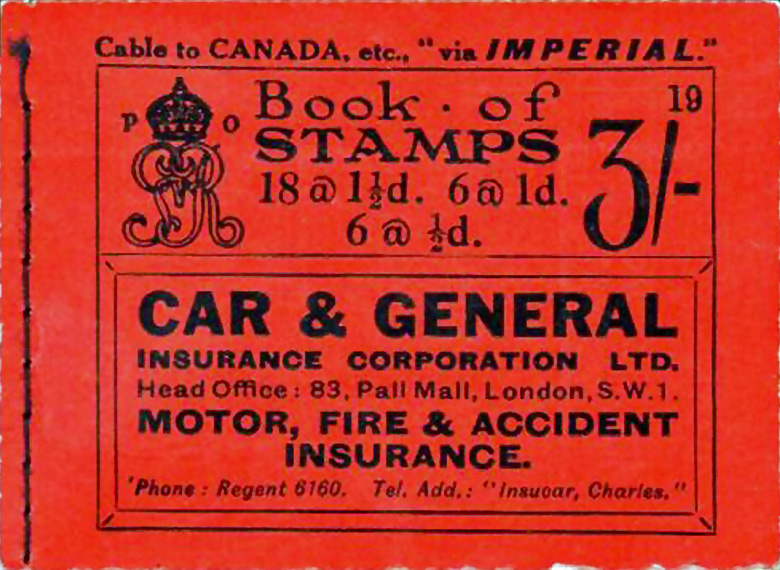 Cable to CANADA, etc., "via IMPERIAL."
P O
GVR
Book · of
STAMPS
18 @ 1½d. 6 @ 1d.
6 @ ½d.
19
3/-
CAR & GENERAL
INSURANCE CORPORATION LTD.
Head Office: 83, Pall Mall, London, S.W.1.
MOTOR, FIRE & ACCIDENT
INSURANCE.
'Phone: Regent 6160. Tel. Add.: "Insucar, Charles."